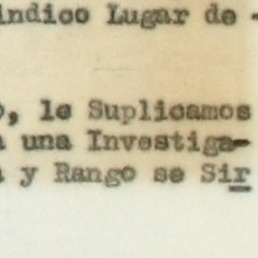 índico Lugar de -
o, le Suplicamos
a una Investiga-
a y Rango se Sir